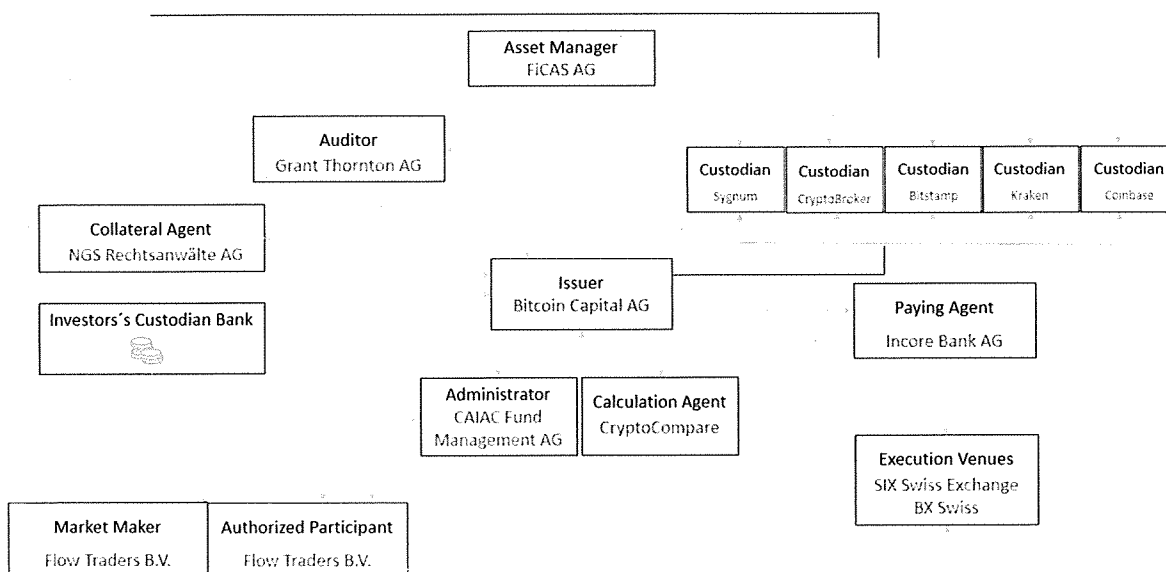 Asset Manager
FiCAS AG
Auditor
Grant Thornton AG
Custodian
Sygnum
Custodian
CryptoBroker
Custodian
Bitstamp
Custodian
Kraken
Custodian
Coinbase
Collateral Agent
NGS Rechtsanwälte AG
Issuer
Bitcoin Capital AG
Investors´s Custodian Bank
Paying Agent
Incore Bank AG
Administrator
CAIAC Fund
Management AG
Calculation Agent
CryptoCompare
Execution Venues
SIX Swiss Exchange
BX Swiss
Market Maker
Flow Traders B.V.
Authorized Participant
Flow Traders B.V.